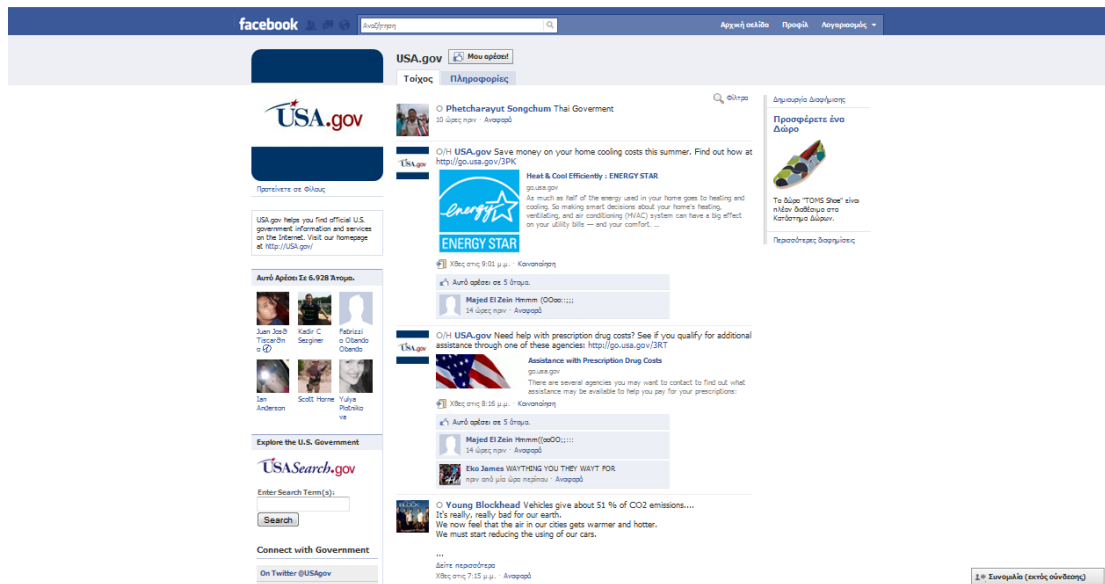 facebook
Αναζήτηση
Αρχική σελίδα Προφίλ Λογαριασμός
USA.gov Μου αρέσει!
Τοίχος Πληροφορίες
USA.gov
Προτείνετε σε Φίλους
USA.gov helps you find official U.S.
government information and services
on the Internet. Visit our homepage
at http://USA.gov/
Αυτό Αρέσει Σε 6.928 Άτομα.
Juan José
Tiscarên
o
Kadir C
Sezginer
Fabrizzi
o Obando
Obando
Ian
Anderson
Scott Horne
Yulya
Plotniko
va
Explore the U.S. Government
USASearch.gov
Enter Search Term(s):
Search
Connect with Government
On Twitter @USAgov
Φίλτρα
Ο Phetcharayut Songchum Thai Goverment
10 ώρες πριν · Αναφορά
USA.gov
Ο/Η USA.gov Save money on your home cooling costs this summer. Find out how at
http://go.usa.gov/3PK
energy
ENERGY STAR
Heat & Cool Efficiently : ENERGY STAR
go.usa.gov
As much as half of the energy used in your home goes to heating and
cooling. So making smart decisions about your home's heating,
ventilating, and air conditioning (HVAC) system can have a big effect
on your utility bills — and your comfort. ...
Χθες στις 9:01 μ.μ. · Κοινοποίηση
Αυτό αρέσει σε 5 άτομα.
Majed El Zein Hmmm (OOoo::;;;
14 ώρες πριν · Αναφορά
USA.gov
Ο/Η USA.gov Need help with prescription drug costs? See if you qualify for additional
assistance through one of these agencies: http://go.usa.gov/3RT
Assistance with Prescription Drug Costs
go.usa.gov
There are several agencies you may want to contact to find out what
assistance may be available to help you pay for your prescriptions:
Χθες στις 8:16 μ.μ. · Κοινοποίηση
Αυτό αρέσει σε 5 άτομα.
Majed El Zein Hmmm((ooOO;;:::
14 ώρες πριν · Αναφορά
Eko James WAYTHING YOU THEY WAYT FOR
πριν από μία ώρα περίπου · Αναφορά
Ο Young Blockhead Vehicles give about 51 % of CO2 emissions....
It's really, really bad for our earth.
We now feel that the air in our cities gets warmer and hotter.
We must start reducing the using of our cars.
...
Δείτε περισσότερα
Χθες στις 7:15 μ.μ. · Αναφορά
Δημιουργία Διαφήμισης
Προσφέρετε ένα
Δώρο
Το δώρο "TOMS Shoe" είναι
πλέον διαθέσιμο στο
Κατάστημα Δώρων.
Περισσότερες διαφημίσεις
Συνομιλία (εκτός σύνδεσης)